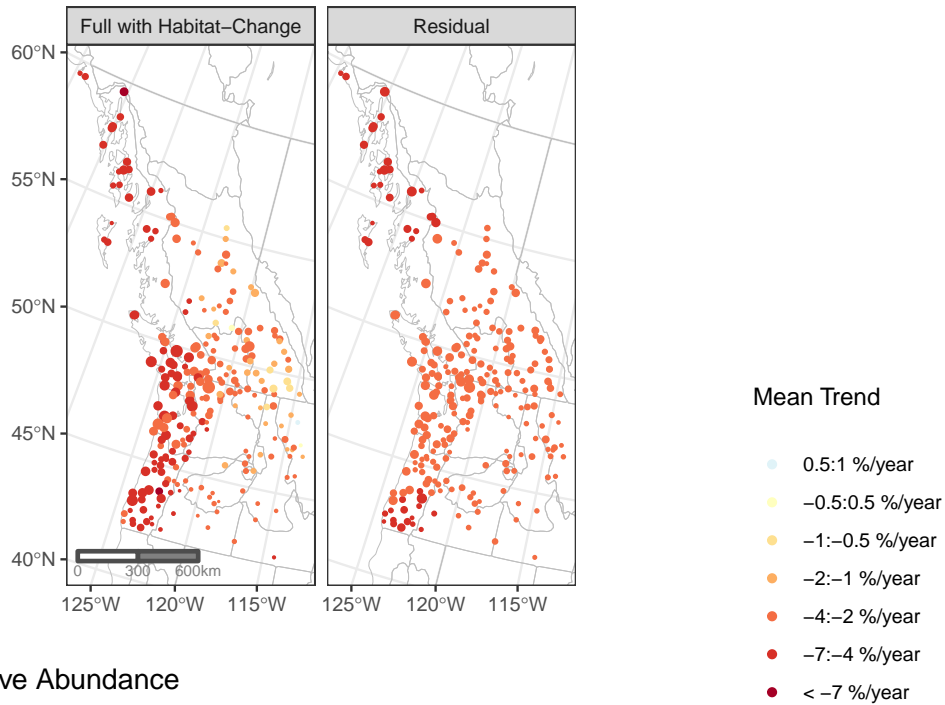 Full with Habitat−Change
Residual
60°N
55°N
50°N
45°N
40°N
0
300
600km
125°W
120°W
115°W
125°W
120°W
115°W
Mean Trend
0.5:1 %/year
−0.5:0.5 %/year
−1:−0.5 %/year
−2:−1 %/year
−4:−2 %/year
−7:−4 %/year
< −7 %/year
ve Abundance